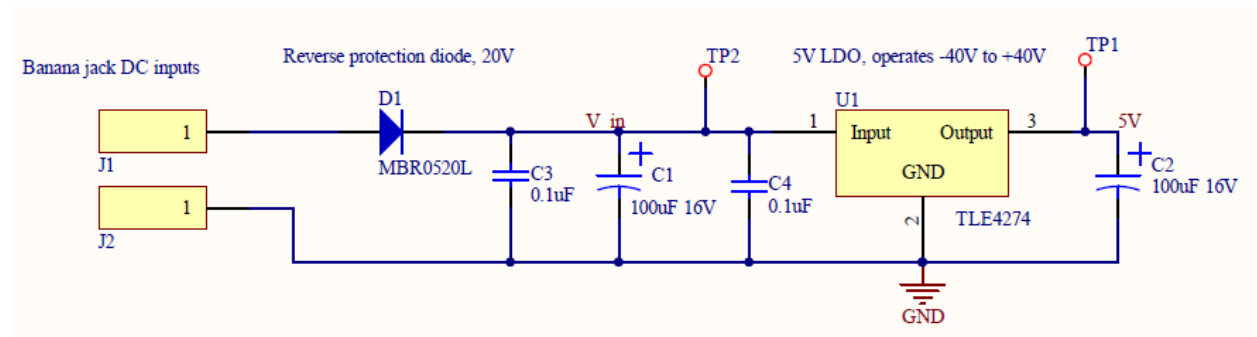 Banana jack DC inputs
Reverse protection diode, 20V
TP2
5V LDO, operates -40V to +40V
TP1
D1
U1
1
J1
MBR0520L
V_in
1
Input
Output
3
5V
GND
C3
0.1uF
C1
100uF 16V
C4
0.1uF
C2
100uF 16V
1
J2
2
TLE4274
GND